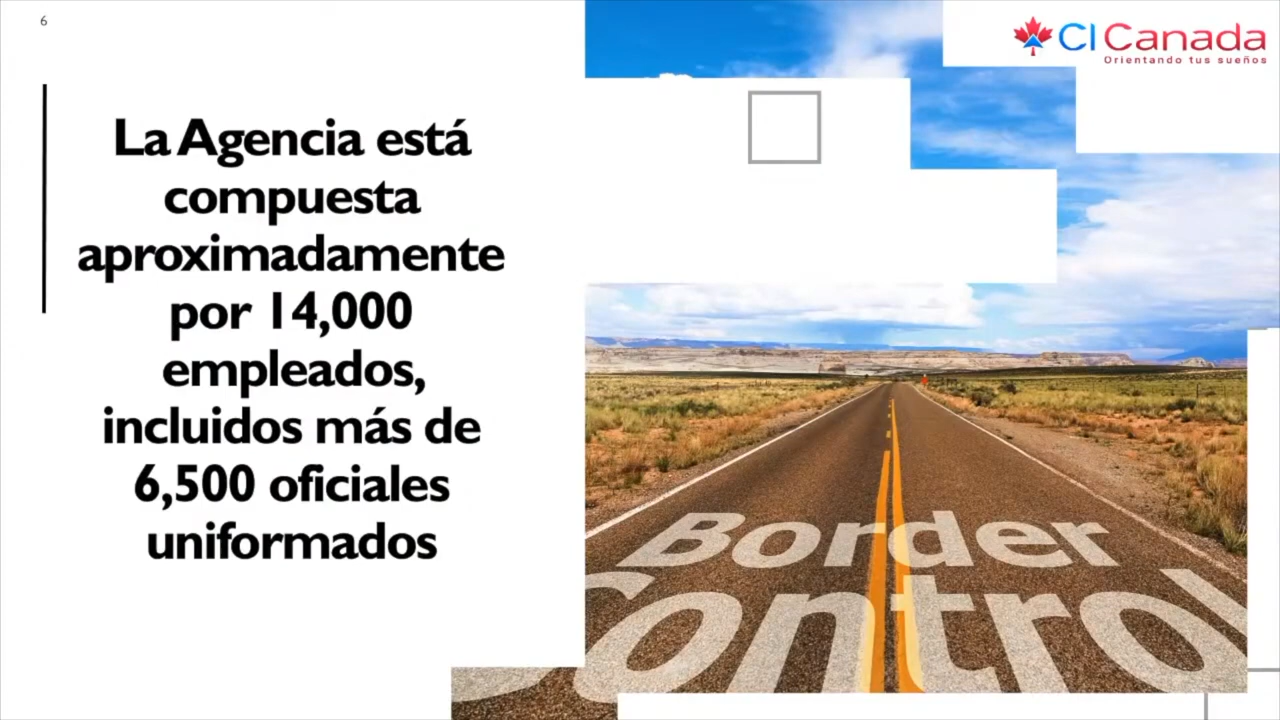 6
CI Canada
Orientando tus sueños
La Agencia está
compuesta
aproximadamente
por 14,000
empleados,
incluidos más de
6,500 oficiales
uniformados
Border
Control